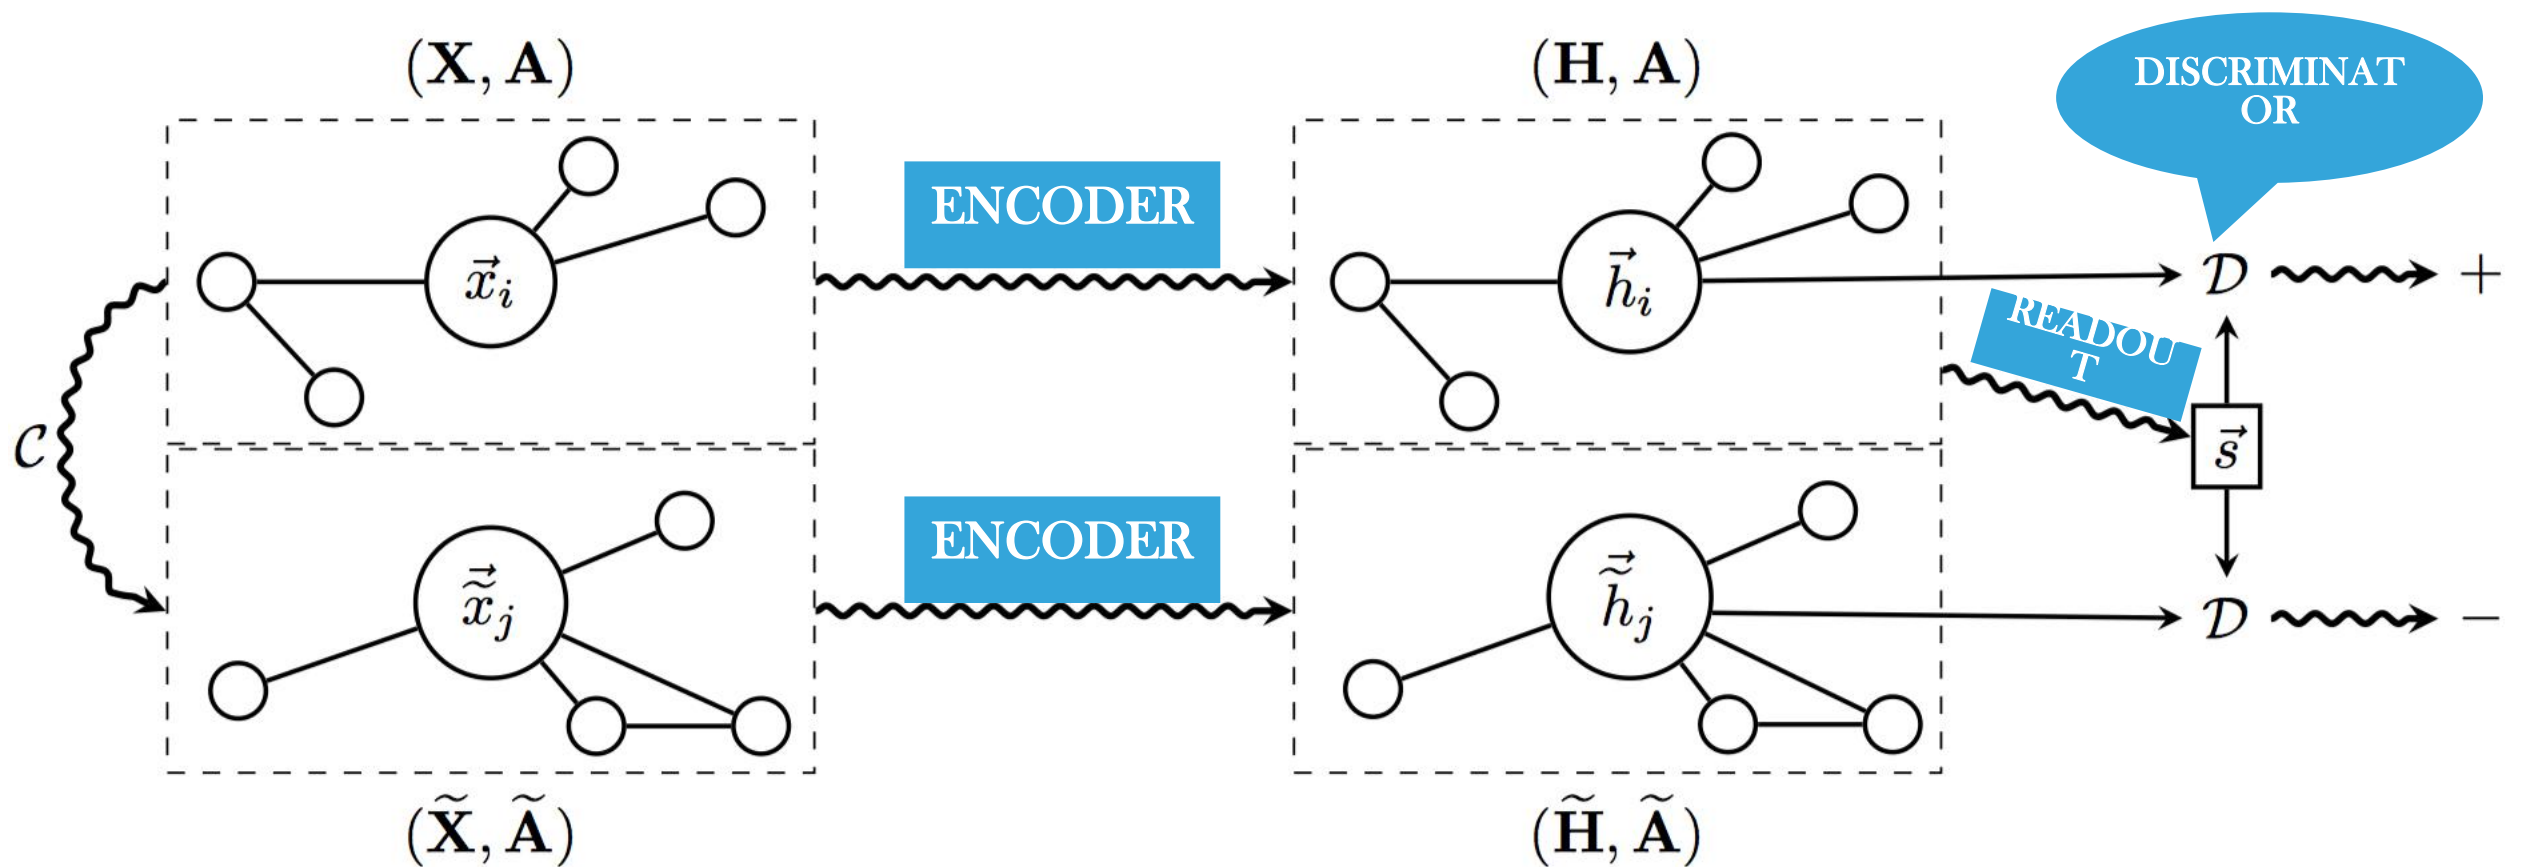 (X, A)
(H, A)
DISCRIMINAT
OR
ENCODER
x⃗ᵢ
h⃗ᵢ
𝒟
+
READOU
T
𝒞
s⃗
ENCODER
x̃⃗ⱼ
h̃⃗ⱼ
𝒟
−
(X̃, Ã)
(H̃, Ã)